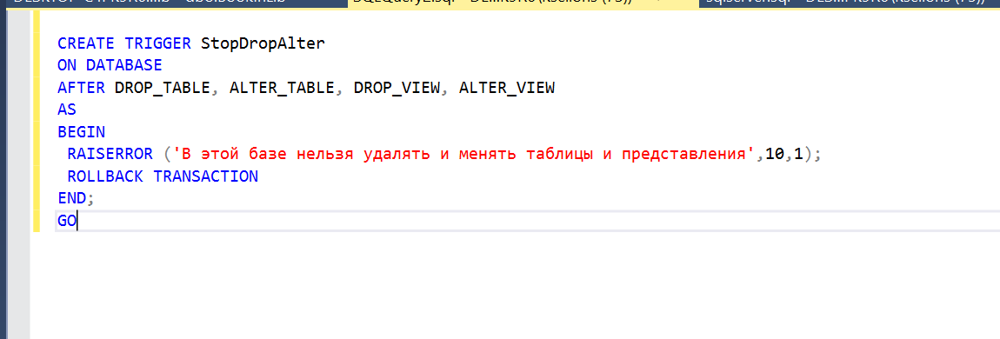 CREATE TRIGGER StopDropAlter
ON DATABASE
AFTER DROP_TABLE, ALTER_TABLE, DROP_VIEW, ALTER_VIEW
AS
BEGIN
RAISERROR ('В этой базе нельзя удалять и менять таблицы и представления',10,1);
ROLLBACK TRANSACTION
END;
GO